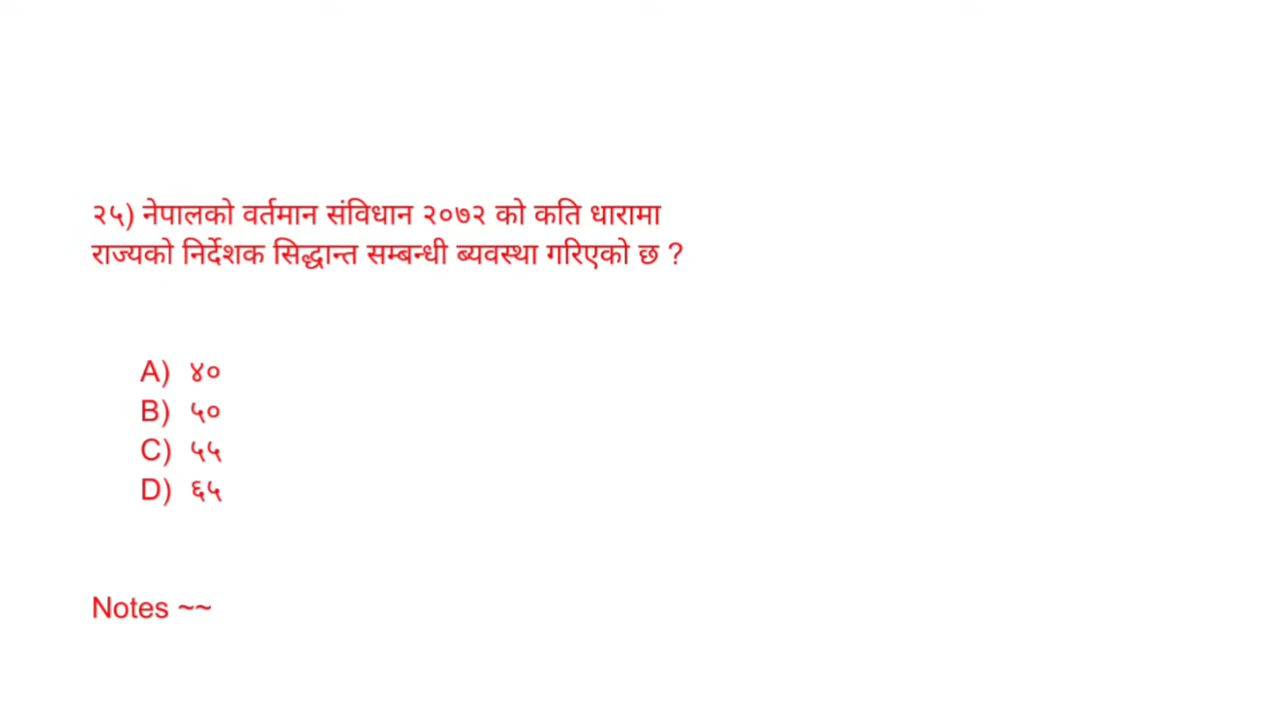 २५) नेपालको वर्तमान संविधान २०७२ को कति धारामा
राज्यको निर्देशक सिद्धान्त सम्बन्धी ब्यवस्था गरिएको छ ?
A) ४०
B) ५०
C) ५५
D) ६५
Notes ~~